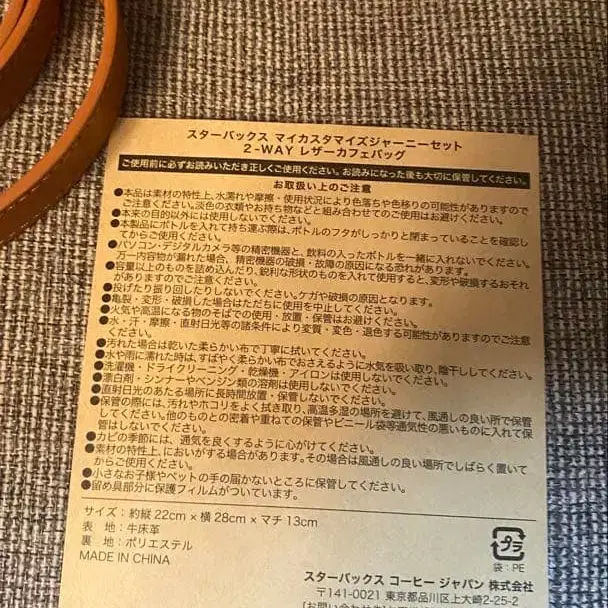 スターバックス マイカスタマイズジャーニーセット
2-WAY レザーカフェバッグ
ご使用前に必ずお読みいただき正しくご使用ください。お読みになった後も大切に保管してください。
お取扱い上のご注意
●本品は素材の特性上、水濡れや摩擦・使用状況により色落ちや色移りの可能性がありますので
ご注意ください。淡色の衣類やお持ち物などと組み合わせてのご使用はお避けください。
●本来の目的以外には使用しないでください。
●本製品にボトルを入れて持ち運ぶ際は、ボトルのフタがしっかりと閉まっていることを確認し
てからご使用ください。
●パソコン・デジタルカメラ等の精密機器と、飲料の入ったボトルを一緒に入れないでください。
万一内容物が漏れた場合、精密機器の破損・故障の原因になる恐れがあります。
●容量以上のものを詰め込んだり、鋭利な形状のものを入れて使用すると、変形や破損するおそれ
がありますのでご注意ください。
●投げたり振り回したりしないでください。ケガや破損の原因となります。
●亀裂・変形・破損した場合はただちに使用を中止してください。
●火気や高温になる物のそばでの使用・放置・保管はお避けください。
●水・汗・摩擦・直射日光等の諸条件により変質・変色・退色する可能性がありますのでご注意
ください。
●汚れた場合は乾いた柔らかい布で丁寧に拭いてください。
●水や雨に濡れた時は、すばやく柔らかい布でおさえるように水気を吸い取り、陰干ししてください。
●洗濯機・ドライクリーニング・乾燥機・アイロンは使用しないでください。
●漂白剤・シンナーやベンジン類の溶剤は使用しないでください。
●直射日光のあたる場所に長時間放置・保管しないでください。
●保管の際には、汚れやホコリをよく拭き取り、高温多湿の場所を避けて、風通しの良い所で保管
してください。他のものとの密着や重ねての保管やビニール袋等通気性の悪いものに入れて保
管はしないでください。
●カビの季節には、通気を良くするように心がけてください。
●素材の特性上、においがする場合があります。その場合は風通しの良い場所でしばらく置いて
からご使用ください。
●小さなお子様やペットの手の届かないところに保管してください。
●留め具部分に保護フィルムがついています。
サイズ：約縦 22cm × 横 28cm × マチ 13cm
表 地：牛床革
裏 地：ポリエステル
MADE IN CHINA
プラ
袋：PE
スターバックス コーヒー ジャパン 株式会社
〒141-0021 東京都品川区上大崎2-25-2